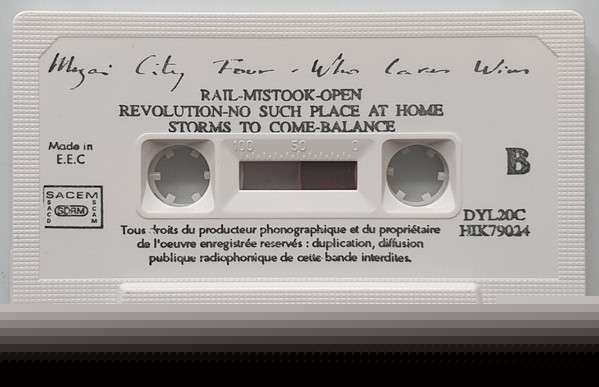 Mega City Four - Who Cares Wins
RAIL-MISTOOK-OPEN
REVOLUTION-NO SUCH PLACE AT HOME
STORMS TO COME-BALANCE
Made in
E.E.C
100 50 0
B
SACEM
SACD
SDRM
SCAM
DYL20C
HIK79024
Tous droits du producteur phonographique et du propriétaire
de l'oeuvre enregistrée reservés : duplication, diffusion
publique radiophonique de cette bande interdites.